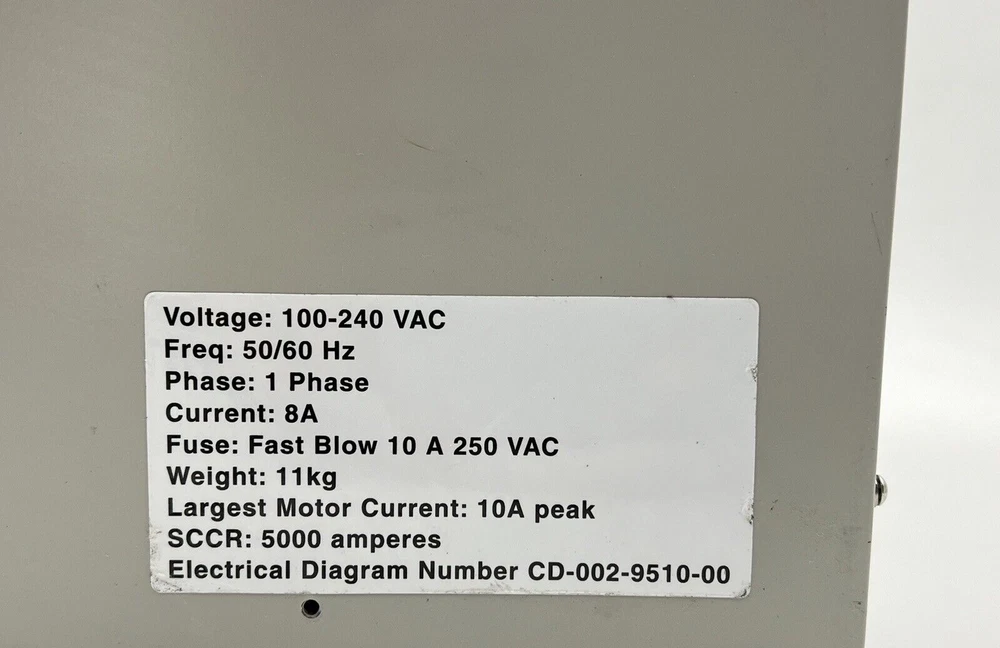 Voltage: 100-240 VAC
Freq: 50/60 Hz
Phase: 1 Phase
Current: 8A
Fuse: Fast Blow 10 A 250 VAC
Weight: 11kg
Largest Motor Current: 10A peak
SCCR: 5000 amperes
Electrical Diagram Number CD-002-9510-00